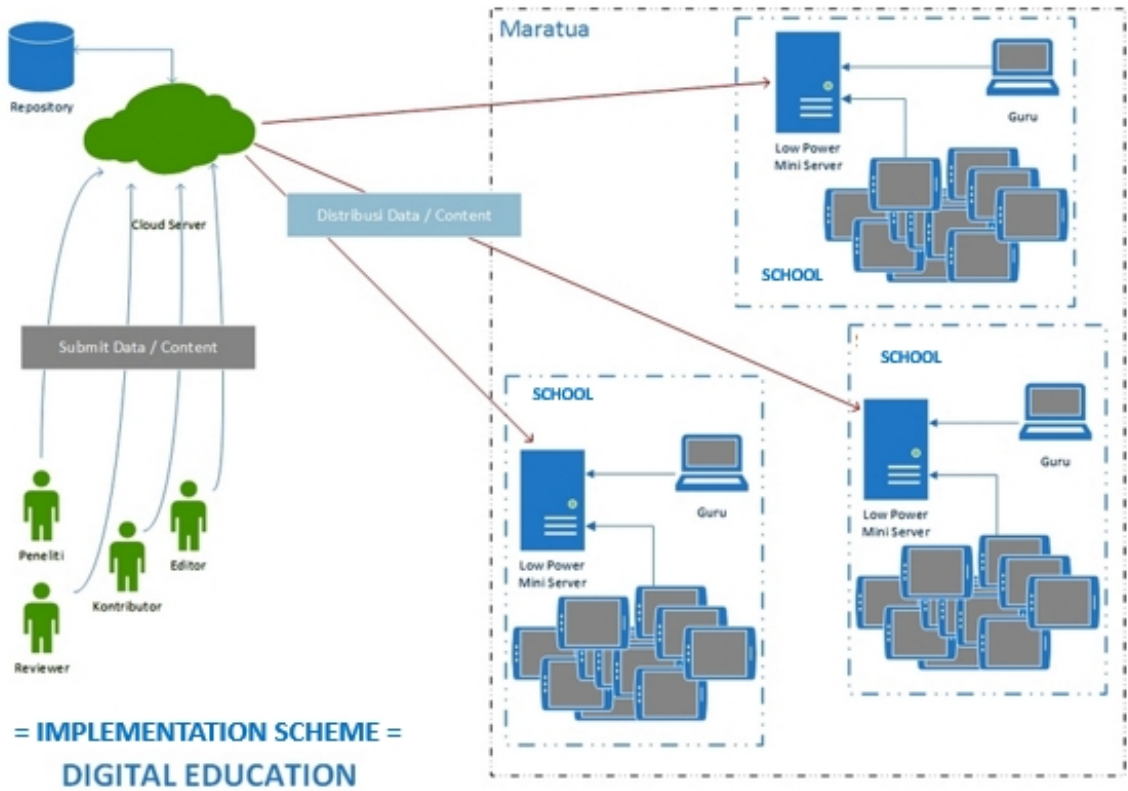 Repository
Cloud Server
Submit Data / Content
Peneliti
Editor
Kontributor
Reviewer
= IMPLEMENTATION SCHEME =
DIGITAL EDUCATION
Distribusi Data / Content
Maratua
Guru
Low Power
Mini Server
SCHOOL
SCHOOL
Guru
Low Power
Mini Server
SCHOOL
Guru
Low Power
Mini Server